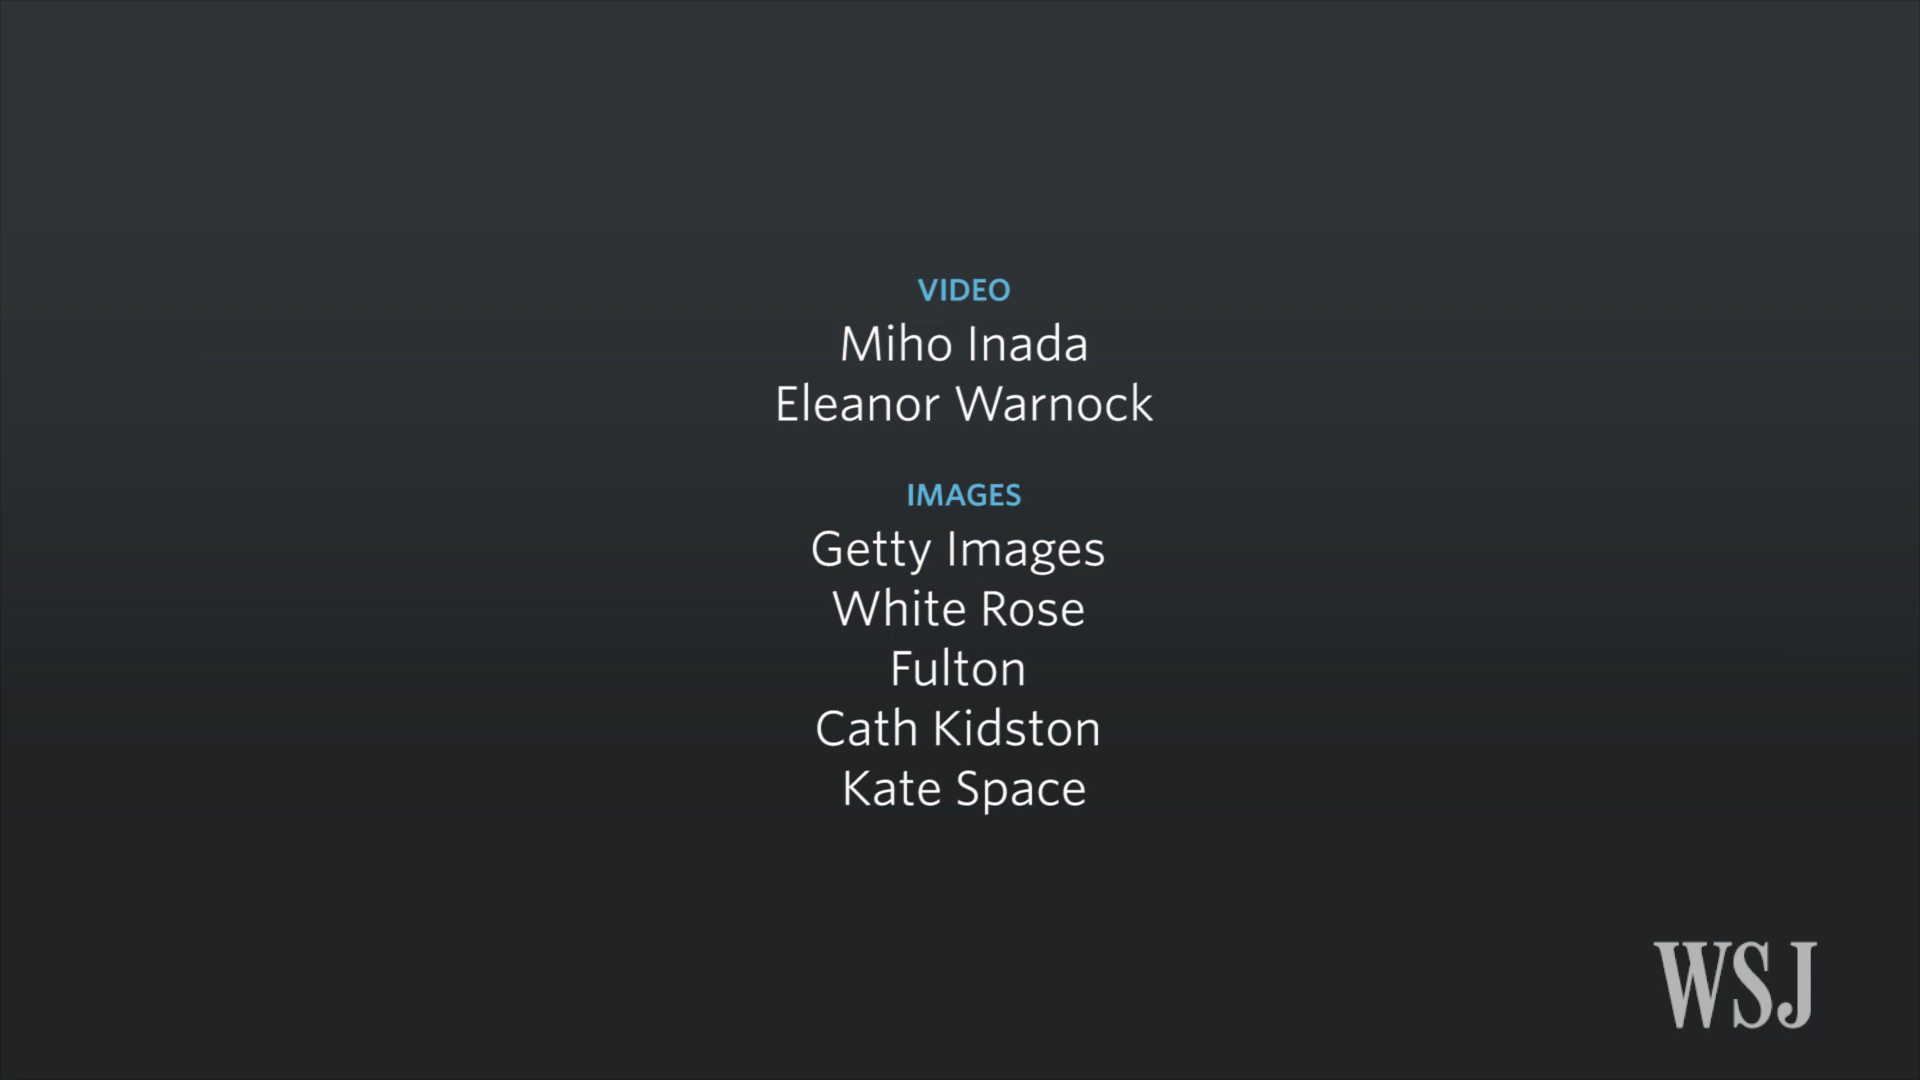 VIDEO
Miho Inada
Eleanor Warnock
IMAGES
Getty Images
White Rose
Fulton
Cath Kidston
Kate Space
WSJ